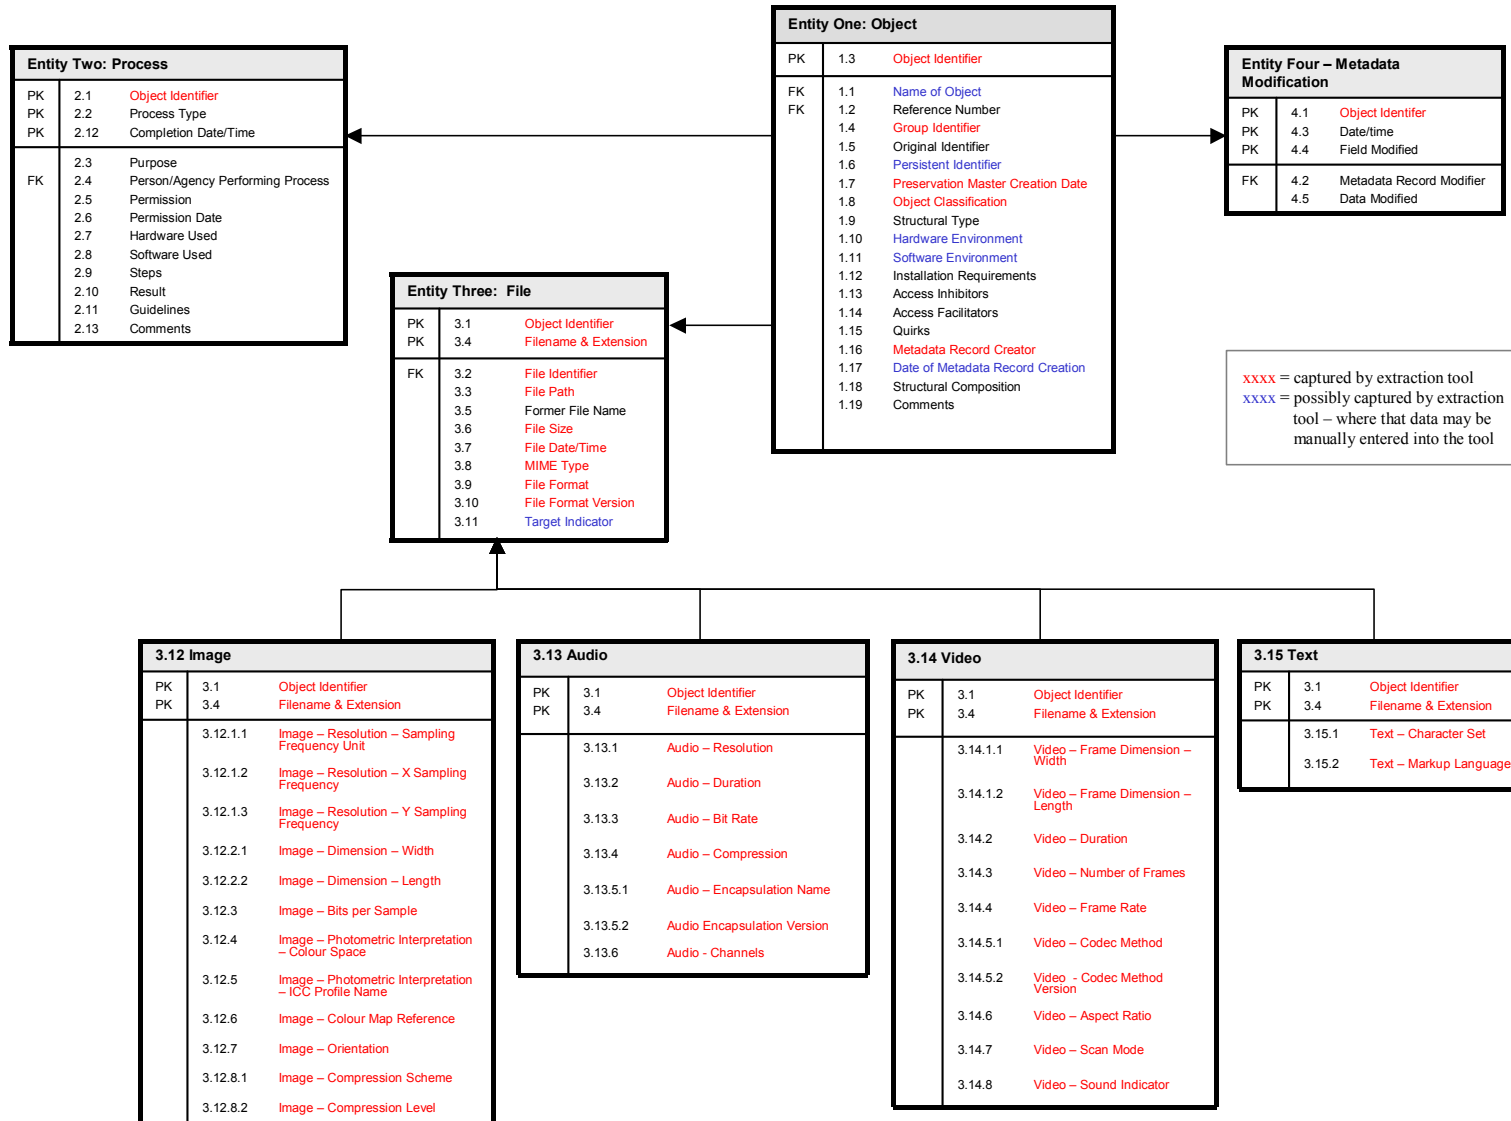 Entity One: Object
PK 1.3 Object Identifier
FK 1.1 Name of Object
FK 1.2 Reference Number
1.4 Group Identifier
1.5 Original Identifier
1.6 Persistent Identifier
1.7 Preservation Master Creation Date
1.8 Object Classification
1.9 Structural Type
1.10 Hardware Environment
1.11 Software Environment
1.12 Installation Requirements
1.13 Access Inhibitors
1.14 Access Facilitators
1.15 Quirks
1.16 Metadata Record Creator
1.17 Date of Metadata Record Creation
1.18 Structural Composition
1.19 Comments
Entity Two: Process
PK 2.1 Object Identifier
PK 2.2 Process Type
PK 2.12 Completion Date/Time
2.3 Purpose
FK 2.4 Person/Agency Performing Process
2.5 Permission
2.6 Permission Date
2.7 Hardware Used
2.8 Software Used
2.9 Steps
2.10 Result
2.11 Guidelines
2.13 Comments
Entity Four – Metadata
Modification
PK 4.1 Object Identifer
PK 4.3 Date/time
PK 4.4 Field Modified
FK 4.2 Metadata Record Modifier
4.5 Data Modified
Entity Three: File
PK 3.1 Object Identifier
PK 3.4 Filename & Extension
FK 3.2 File Identifier
3.3 File Path
3.5 Former File Name
3.6 File Size
3.7 File Date/Time
3.8 MIME Type
3.9 File Format
3.10 File Format Version
3.11 Target Indicator
xxxx = captured by extraction tool
xxxx = possibly captured by extraction
tool – where that data may be
manually entered into the tool
3.12 Image
PK 3.1 Object Identifier
PK 3.4 Filename & Extension
3.12.1.1 Image – Resolution – Sampling
Frequency Unit
3.12.1.2 Image – Resolution – X Sampling
Frequency
3.12.1.3 Image – Resolution – Y Sampling
Frequency
3.12.2.1 Image – Dimension – Width
3.12.2.2 Image – Dimension – Length
3.12.3 Image – Bits per Sample
3.12.4 Image – Photometric Interpretation
– Colour Space
3.12.5 Image – Photometric Interpretation
– ICC Profile Name
3.12.6 Image – Colour Map Reference
3.12.7 Image – Orientation
3.12.8.1 Image – Compression Scheme
3.12.8.2 Image – Compression Level
3.13 Audio
PK 3.1 Object Identifier
PK 3.4 Filename & Extension
3.13.1 Audio – Resolution
3.13.2 Audio – Duration
3.13.3 Audio – Bit Rate
3.13.4 Audio – Compression
3.13.5.1 Audio – Encapsulation Name
3.13.5.2 Audio Encapsulation Version
3.13.6 Audio - Channels
3.14 Video
PK 3.1 Object Identifier
PK 3.4 Filename & Extension
3.14.1.1 Video – Frame Dimension –
Width
3.14.1.2 Video – Frame Dimension –
Length
3.14.2 Video – Duration
3.14.3 Video – Number of Frames
3.14.4 Video – Frame Rate
3.14.5.1 Video – Codec Method
3.14.5.2 Video - Codec Method
Version
3.14.6 Video – Aspect Ratio
3.14.7 Video – Scan Mode
3.14.8 Video – Sound Indicator
3.15 Text
PK 3.1 Object Identifier
PK 3.4 Filename & Extension
3.15.1 Text – Character Set
3.15.2 Text – Markup Language